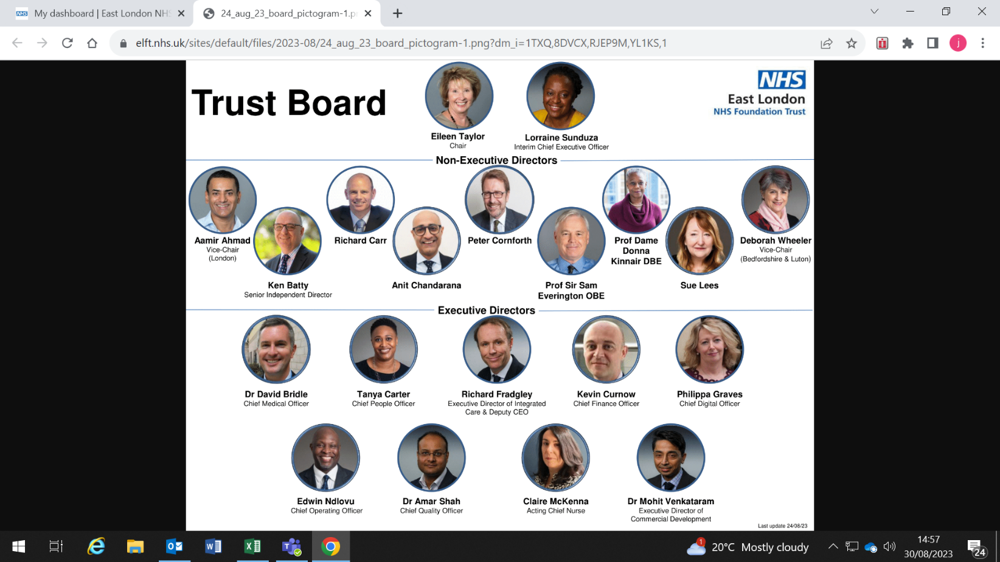 My dashboard | East London NHS
24_aug_23_board_pictogram-1.p
elft.nhs.uk/sites/default/files/2023-08/24_aug_23_board_pictogram-1.png?dm_i=1TXQ,8DVCX,RJEP9M,YL1KS,1
j
Trust Board
NHS
East London
NHS Foundation Trust
Eileen Taylor
Chair
Lorraine Sunduza
Interim Chief Executive Officer
Non-Executive Directors
Aamir Ahmad
Vice-Chair
(London)
Ken Batty
Senior Independent Director
Richard Carr
Anit Chandarana
Peter Cornforth
Prof Sir Sam
Everington OBE
Prof Dame
Donna
Kinnair DBE
Sue Lees
Deborah Wheeler
Vice-Chair
(Bedfordshire & Luton)
Executive Directors
Dr David Bridle
Chief Medical Officer
Tanya Carter
Chief People Officer
Richard Fradgley
Executive Director of Integrated
Care & Deputy CEO
Kevin Curnow
Chief Finance Officer
Philippa Graves
Chief Digital Officer
Edwin Ndlovu
Chief Operating Officer
Dr Amar Shah
Chief Quality Officer
Claire McKenna
Acting Chief Nurse
Dr Mohit Venkataram
Executive Director of
Commercial Development
Last update 24/08/23
1
20°C Mostly cloudy
14:57
30/08/2023
24